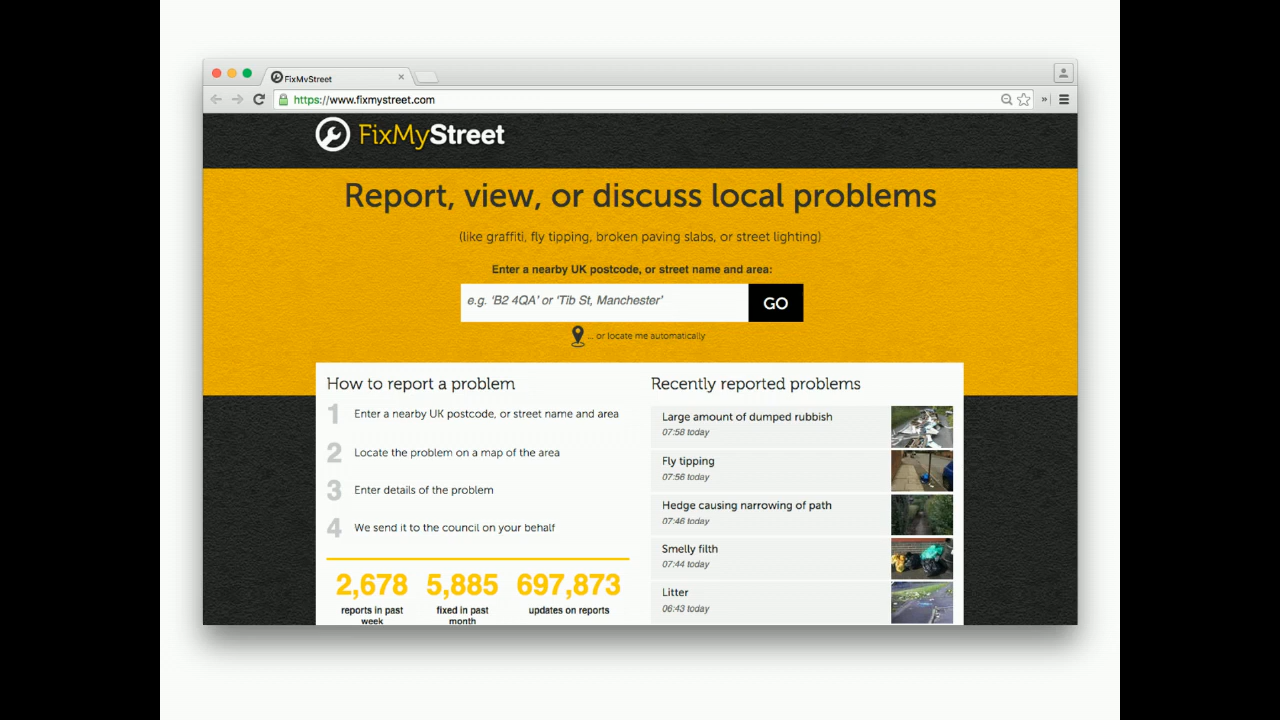 FixMyStreet
https://www.fixmystreet.com
»
FixMyStreet
Report, view, or discuss local problems
(like graffiti, fly tipping, broken paving slabs, or street lighting)
Enter a nearby UK postcode, or street name and area:
e.g. ‘B2 4QA’ or ‘Tib St, Manchester’
GO
... or locate me automatically
How to report a problem
1 Enter a nearby UK postcode, or street name and area
2 Locate the problem on a map of the area
3 Enter details of the problem
4 We send it to the council on your behalf
2,678 5,885 697,873
reports in past fixed in past updates on reports
week month
Recently reported problems
Large amount of dumped rubbish
07:58 today
Fly tipping
07:56 today
Hedge causing narrowing of path
07:46 today
Smelly filth
07:44 today
Litter
06:43 today